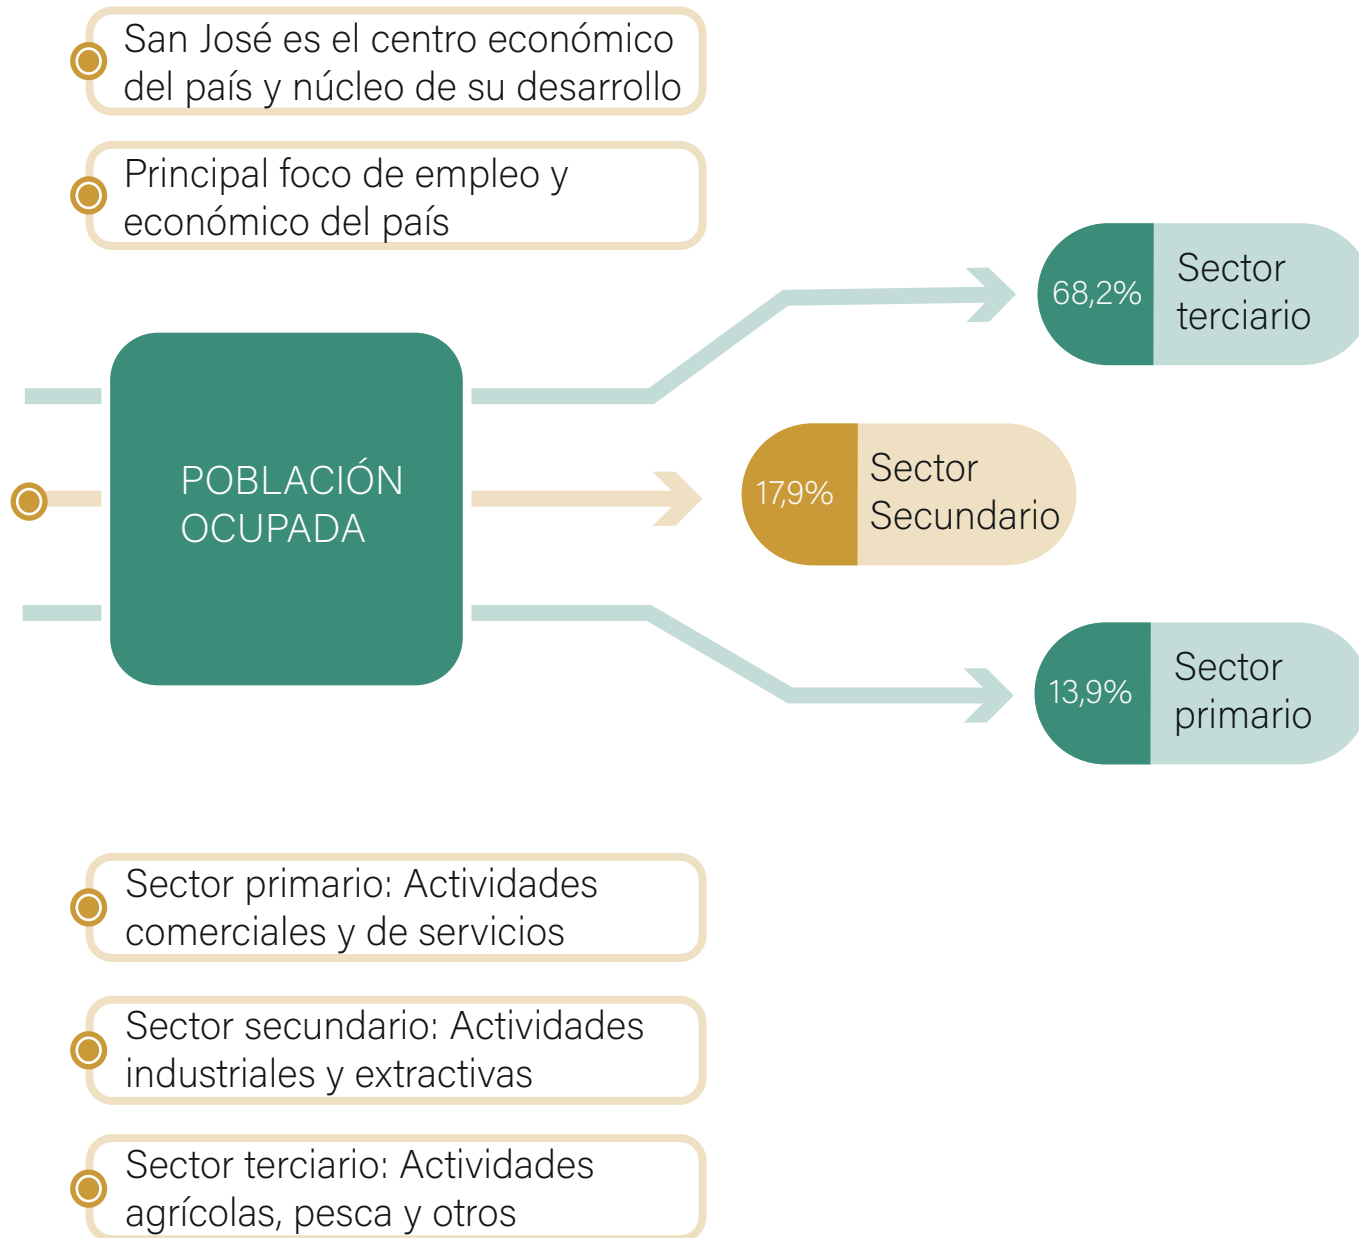 San José es el centro económico
del país y núcleo de su desarrollo
Principal foco de empleo y
económico del país
68,2%
Sector
terciario
POBLACIÓN
OCUPADA
17,9%
Sector
Secundario
13,9%
Sector
primario
Sector primario: Actividades
comerciales y de servicios
Sector secundario: Actividades
industriales y extractivas
Sector terciario: Actividades
agrícolas, pesca y otros